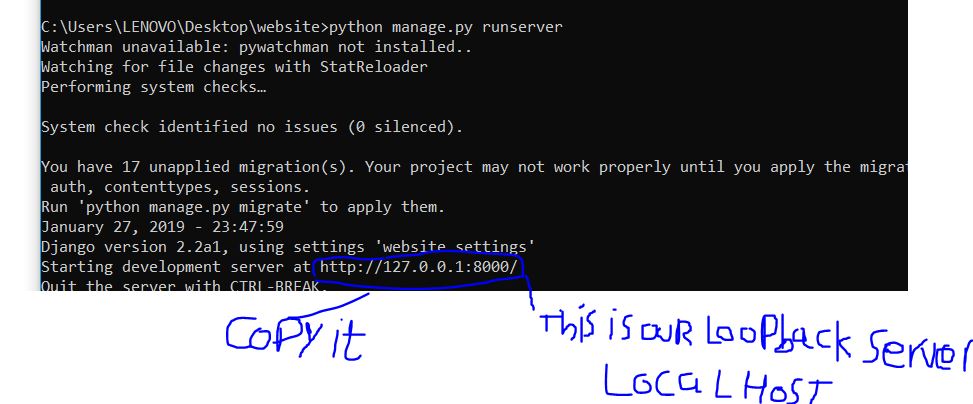 C:\Users\LENOVO\Desktop\website>python manage.py runserver
Watchman unavailable: pywatchman not installed..
Watching for file changes with StatReloader
Performing system checks…
System check identified no issues (0 silenced).
You have 17 unapplied migration(s). Your project may not work properly until you apply the migrat
auth, contenttypes, sessions.
Run 'python manage.py migrate' to apply them.
January 27, 2019 - 23:47:59
Django version 2.2a1, using settings 'website.settings'
Starting development server at http://127.0.0.1:8000/
Quit the server with CTRL-BREAK.
COPY it
THis is OUR LOOPback Server
LOCAL HOST